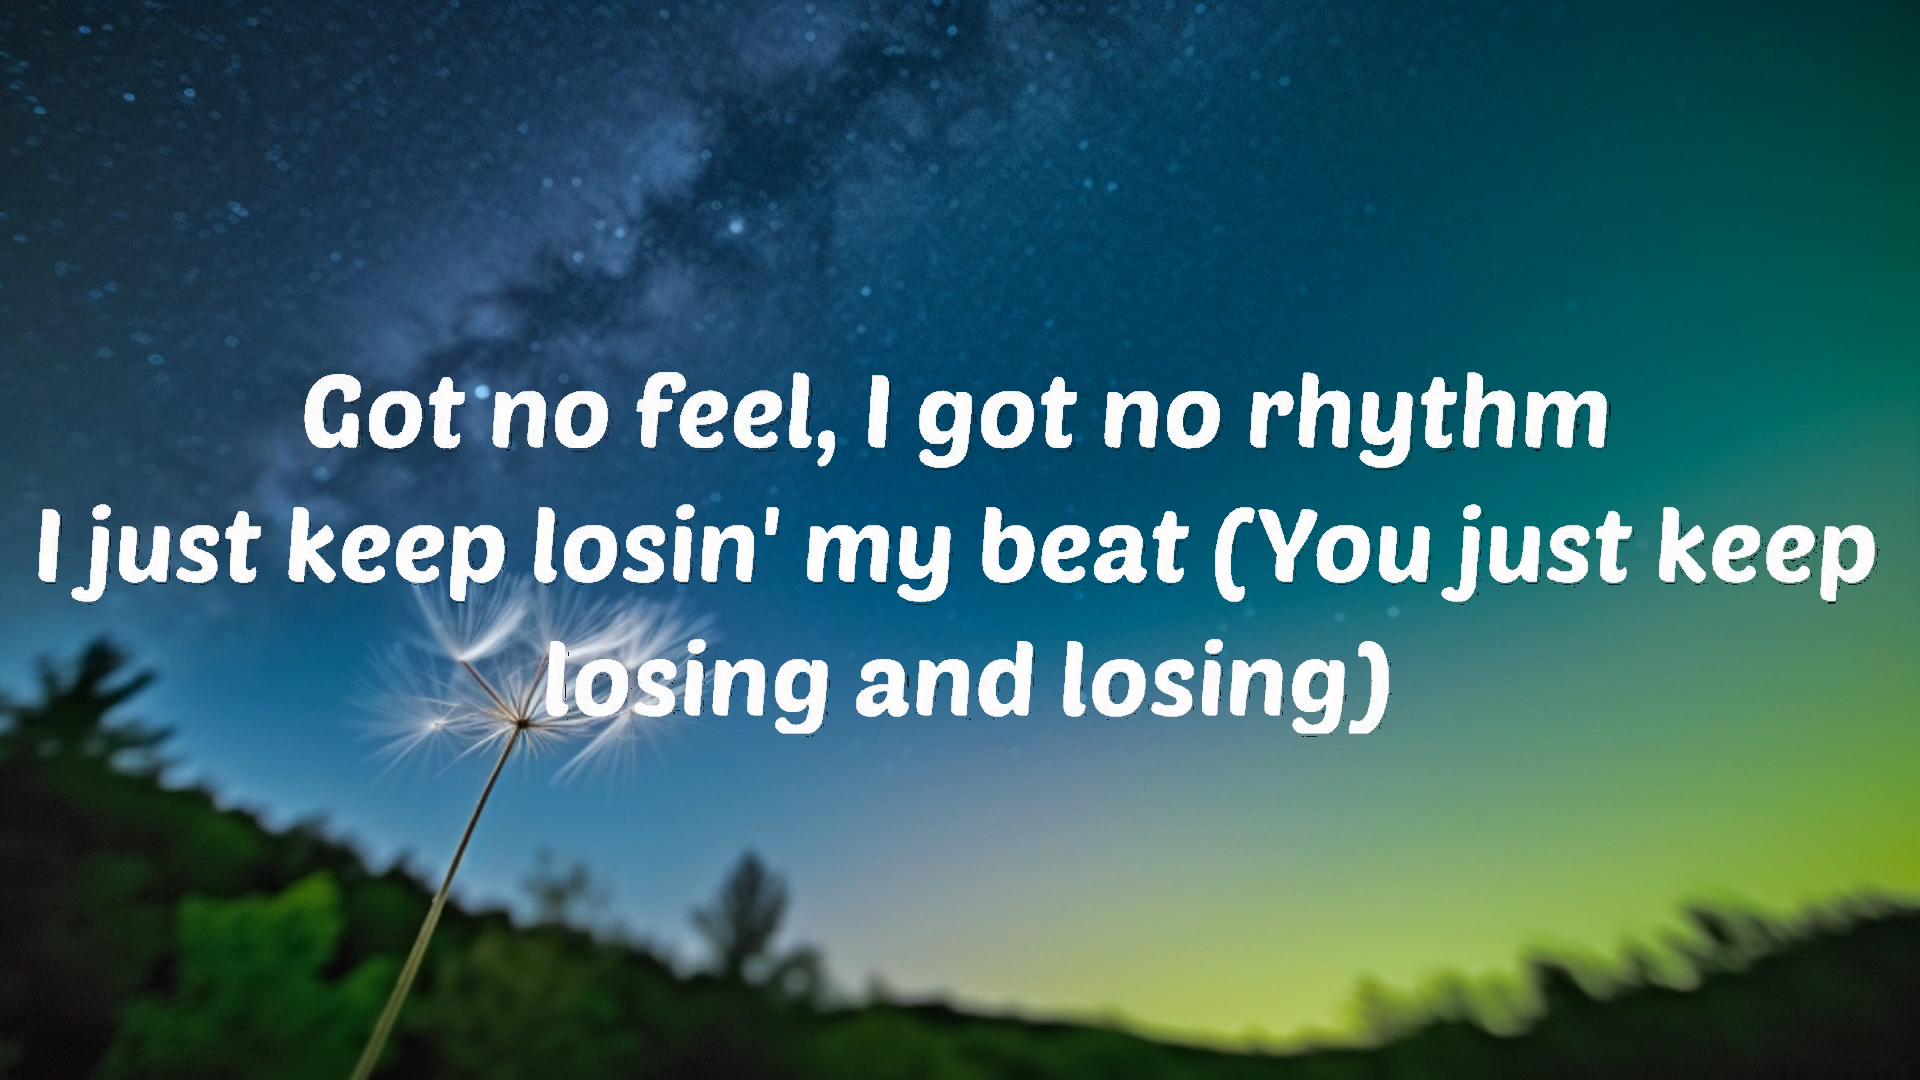 Got no feel, I got no rhythm
I just keep losin' my beat (You just keep
losing and losing)